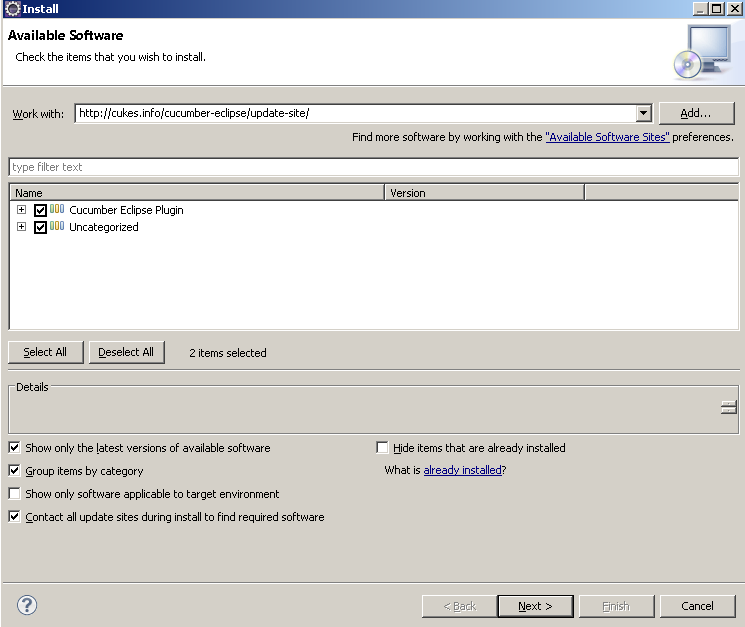 Install
Available Software
Check the items that you wish to install.
Work with: http://cukes.info/cucumber-eclipse/update-site/ Add...
Find more software by working with the "Available Software Sites" preferences.
type filter text
Name Version
Cucumber Eclipse Plugin
Uncategorized
Select All Deselect All 2 items selected
Details
Show only the latest versions of available software Hide items that are already installed
Group items by category What is already installed?
Show only software applicable to target environment
Contact all update sites during install to find required software
? < Back Next > Finish Cancel